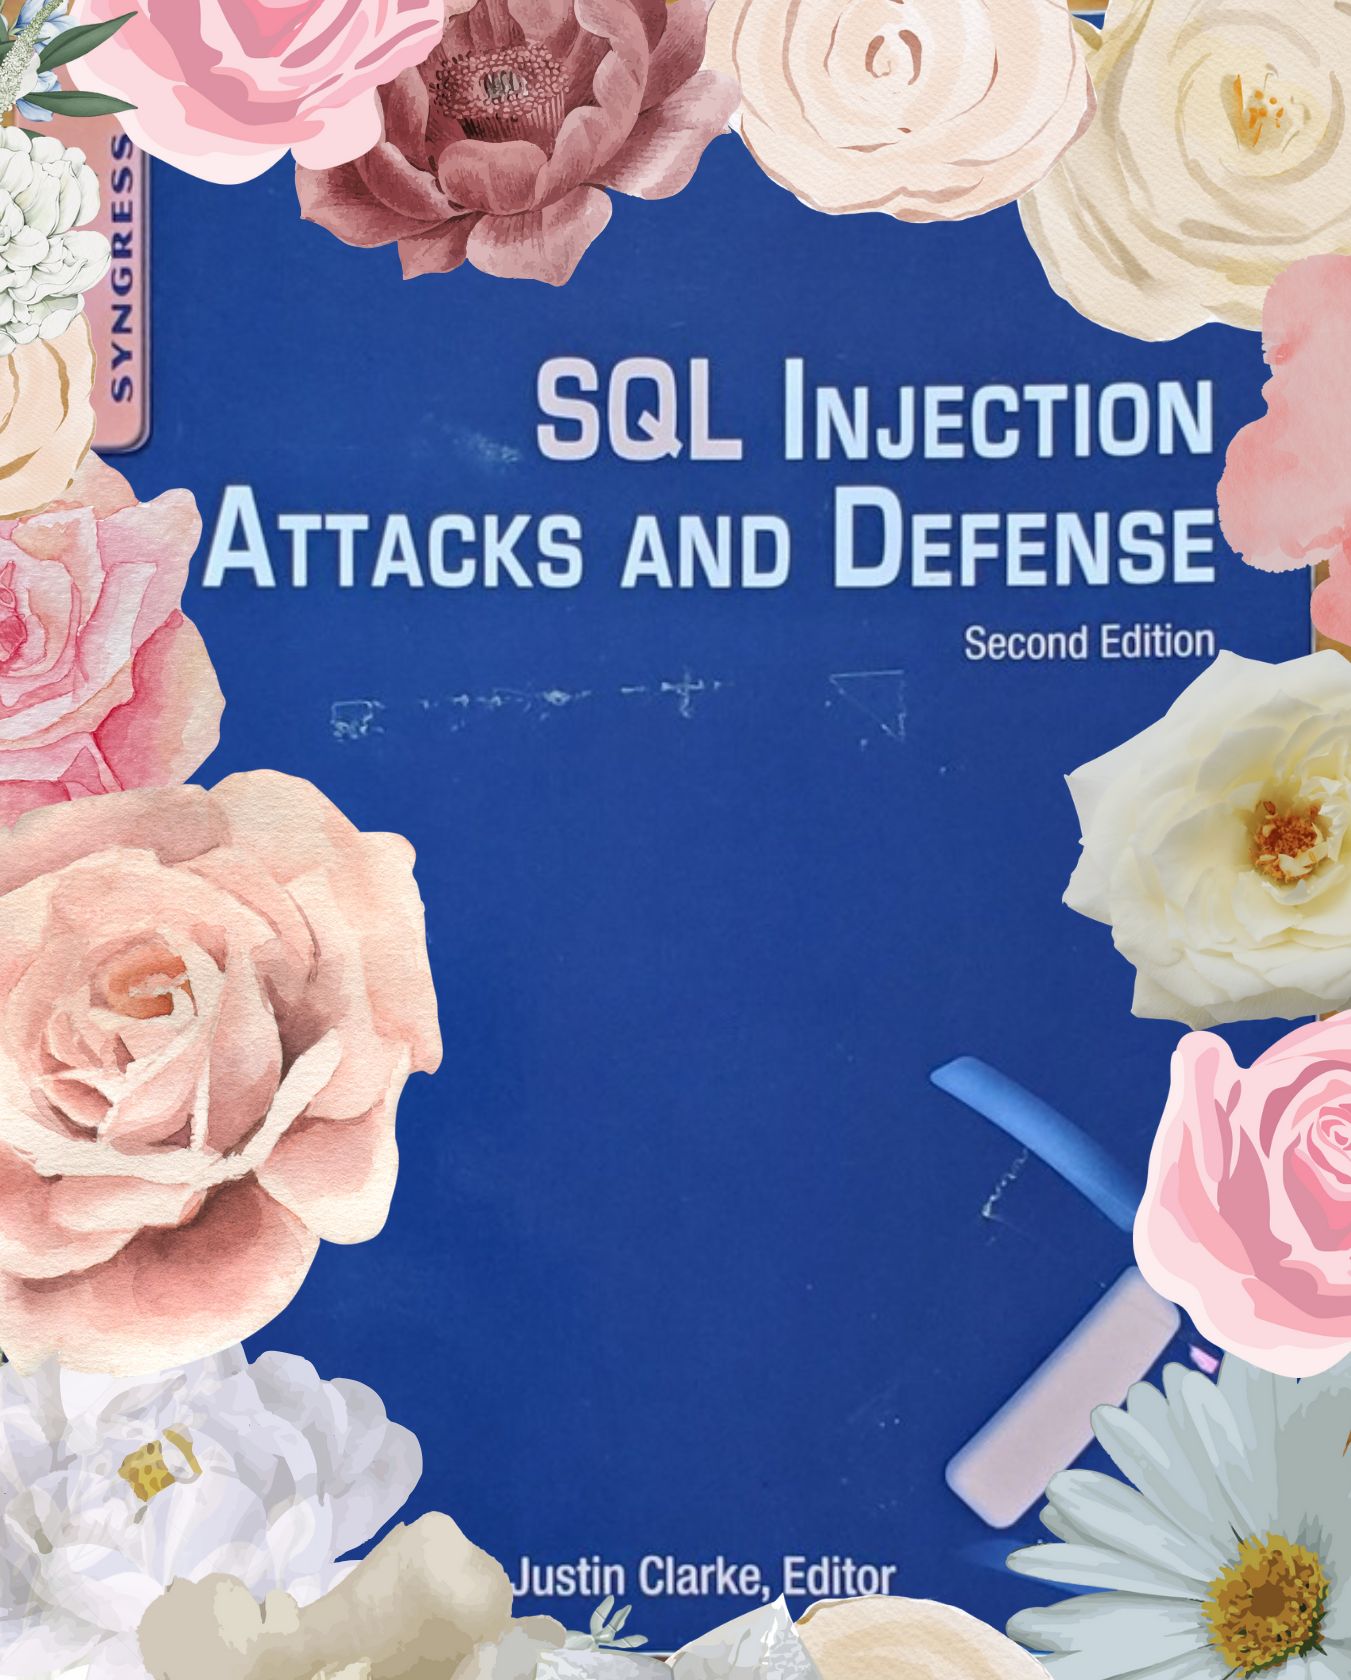 SYNGRESS
SQL INJECTION
ATTACKS AND DEFENSE
Second Edition
Justin Clarke, Editor